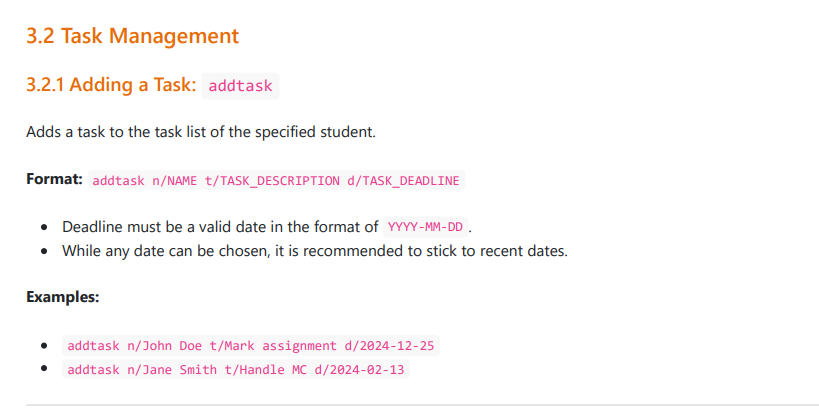 3.2 Task Management
3.2.1 Adding a Task: addtask
Adds a task to the task list of the specified student.
Format: addtask n/NAME t/TASK_DESCRIPTION d/TASK_DEADLINE
• Deadline must be a valid date in the format of YYYY-MM-DD.
• While any date can be chosen, it is recommended to stick to recent dates.
Examples:
• addtask n/John Doe t/Mark assignment d/2024-12-25
• addtask n/Jane Smith t/Handle MC d/2024-02-13